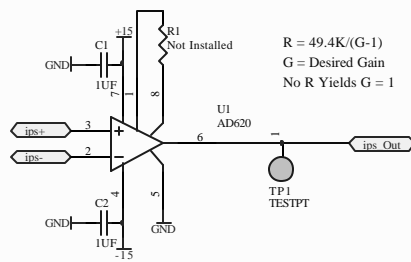 +15
R1
Not Installed
C1
GND
1UF
7
1
8
R = 49.4K/(G-1)
G = Desired Gain
No R Yields G = 1
U1
AD620
ips+
3
ips-
2
6
1
ips_Out
TP1
TESTPT
4
5
C2
GND
1UF
-15
GND